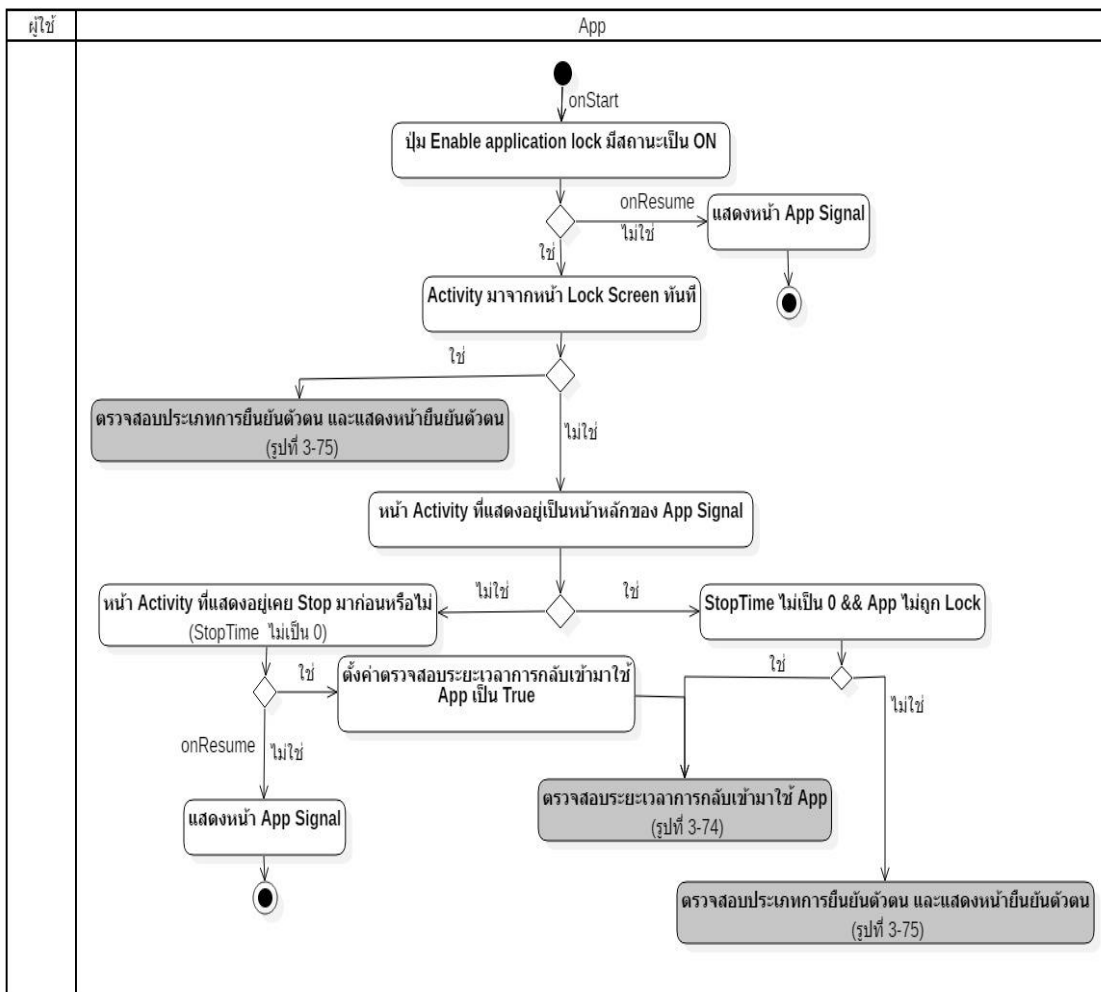 ผู้ใช้
App
onStart
ปุ่ม Enable application lock มีสถานะเป็น ON
onResume
ไม่ใช่
แสดงหน้า App Signal
ใช่
Activity มาจากหน้า Lock Screen ทันที
ใช่
ตรวจสอบประเภทการยืนยันตัวตน และแสดงหน้ายืนยันตัวตน
(รูปที่ 3-75)
ไม่ใช่
หน้า Activity ที่แสดงอยู่เป็นหน้าหลักของ App Signal
ไม่ใช่
ใช่
หน้า Activity ที่แสดงอยู่เคย Stop มาก่อนหรือไม่
(StopTime ไม่เป็น 0)
StopTime ไม่เป็น 0 && App ไม่ถูก Lock
ใช่
ตั้งค่าตรวจสอบระยะเวลาการกลับเข้ามาใช้
App เป็น True
ใช่
ไม่ใช่
onResume
ไม่ใช่
แสดงหน้า App Signal
ตรวจสอบระยะเวลาการกลับเข้ามาใช้ App
(รูปที่ 3-74)
ตรวจสอบประเภทการยืนยันตัวตน และแสดงหน้ายืนยันตัวตน
(รูปที่ 3-75)